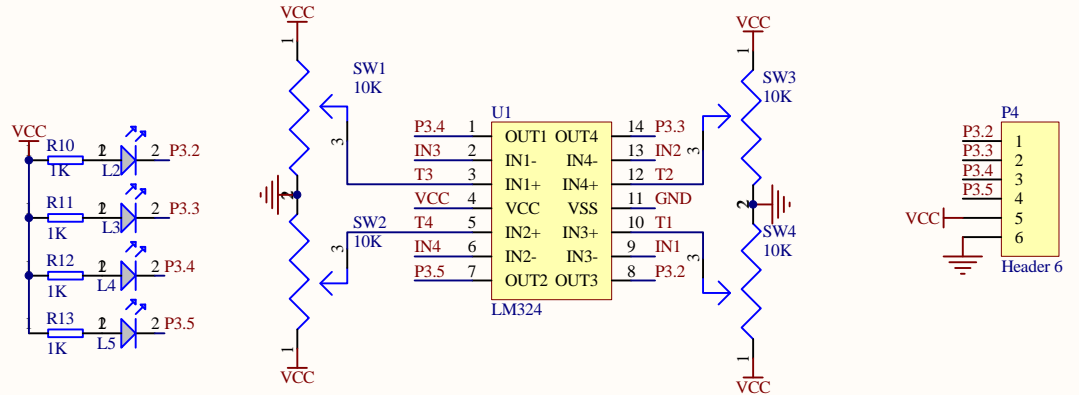 VCC
R10
1K
1
2
L2
2
P3.2
R11
1K
1
2
L3
2
P3.3
R12
1K
1
2
L4
2
P3.4
R13
1K
1
2
L5
2
P3.5
VCC
1
SW1
10K
3
2
SW2
10K
3
1
VCC
U1
P3.4 1 OUT1 OUT4 14 P3.3
IN3 2 IN1- IN4- 13 IN2
T3 3 IN1+ IN4+ 12 T2
VCC 4 VCC VSS 11 GND
T4 5 IN2+ IN3+ 10 T1
IN4 6 IN2- IN3- 9 IN1
P3.5 7 OUT2 OUT3 8 P3.2
LM324
VCC
1
SW3
10K
3
2
SW4
10K
3
1
VCC
P4
P3.2 1
P3.3 2
P3.4 3
P3.5 4
VCC 5
6
Header 6